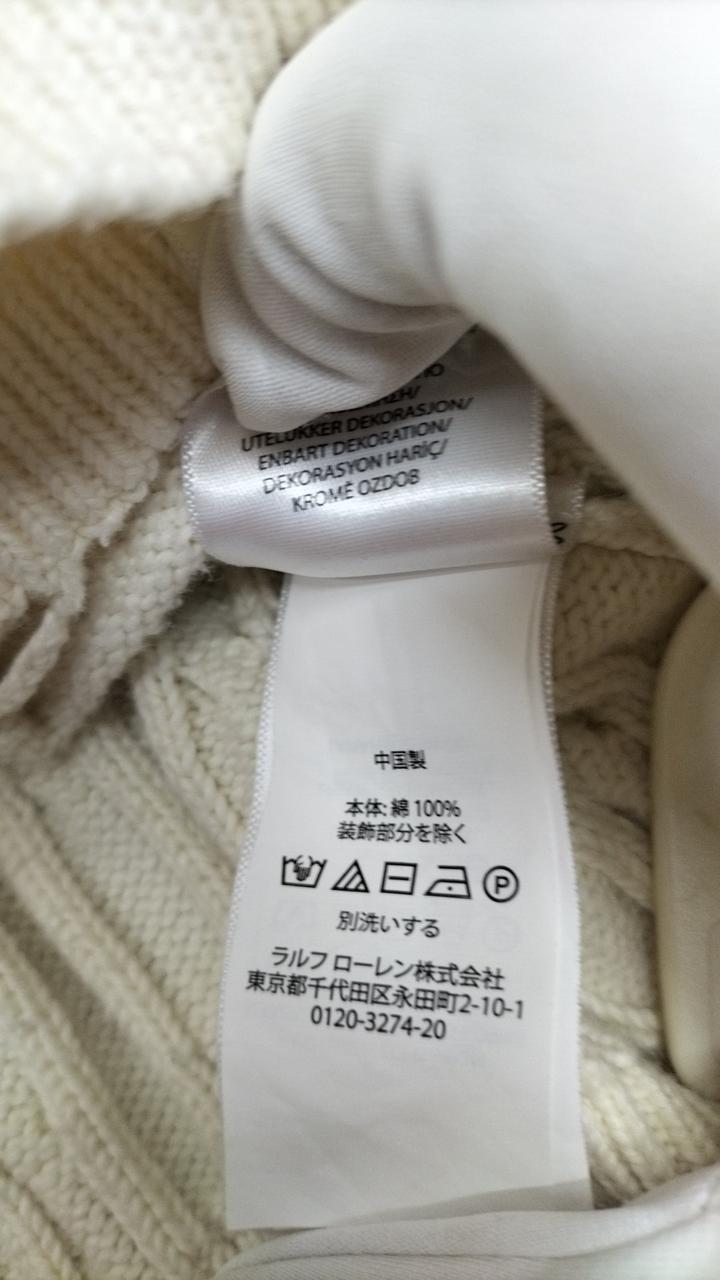 UTELUKKER DEKORASJON/
ENBART DEKORATION/
DEKORASYON HARİÇ/
KROMĚ OZDOB
中国製
本体: 綿 100%
装飾部分を除く
P
別洗いする
ラルフ ローレン株式会社
東京都千代田区永田町2-10-1
0120-3274-20